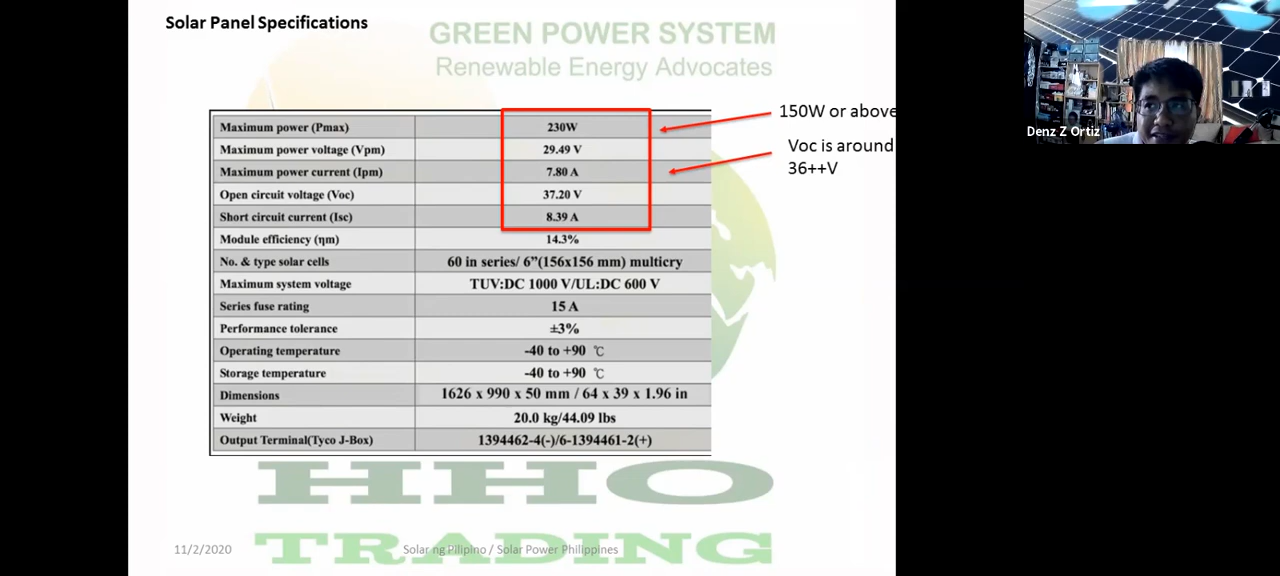 Solar Panel Specifications
GREEN POWER SYSTEM
Renewable Energy Advocates
150W or above
Voc is around
36++V
Denz Z Ortiz
Maximum power (Pmax) 230W
Maximum power voltage (Vpm) 29.49 V
Maximum power current (Ipm) 7.80 A
Open circuit voltage (Voc) 37.20 V
Short circuit current (Isc) 8.39 A
Module efficiency (ηm) 14.3%
No. & type solar cells 60 in series/ 6”(156x156 mm) multicry
Maximum system voltage TUV:DC 1000 V/UL:DC 600 V
Series fuse rating 15 A
Performance tolerance ±3%
Operating temperature -40 to +90 ℃
Storage temperature -40 to +90 ℃
Dimensions 1626 x 990 x 50 mm / 64 x 39 x 1.96 in
Weight 20.0 kg/44.09 lbs
Output Terminal(Tyco J-Box) 1394462-4(-)/6-1394461-2(+)
HHO
TRADING
11/2/2020 Solar ng Pilipino / Solar Power Philippines